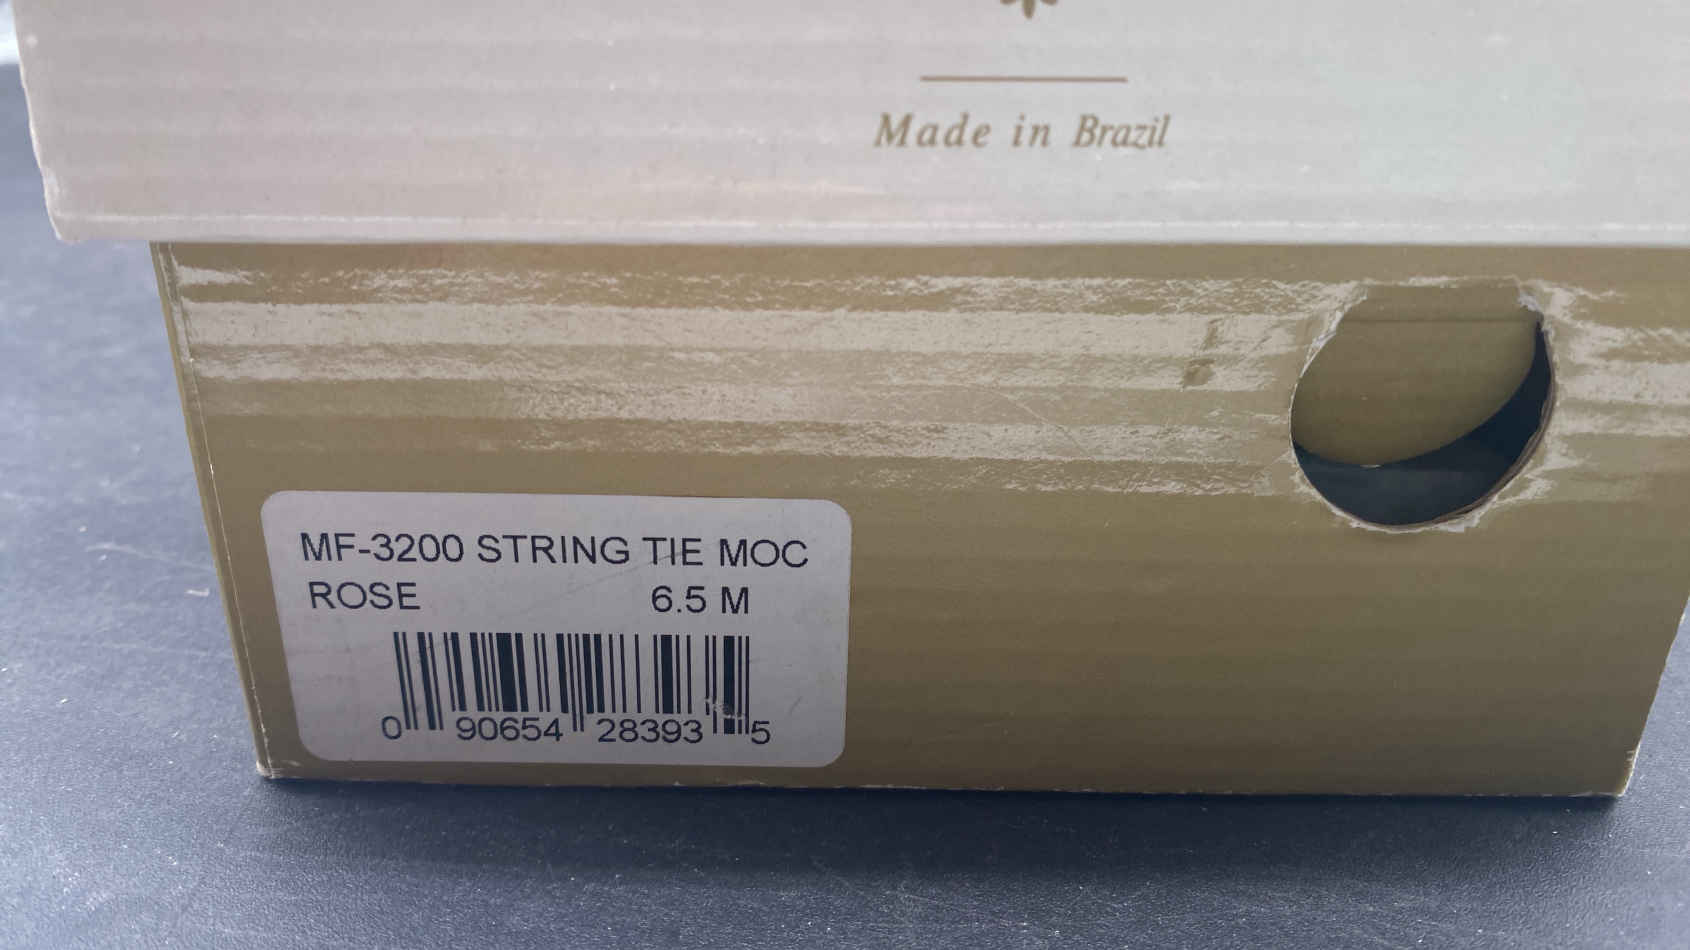 Made in Brazil
MF-3200 STRING TIE MOC
ROSE 6.5 M
0 90654 28393 5